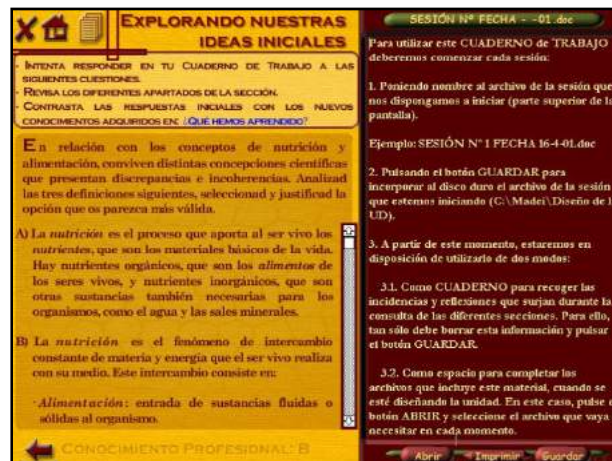 EXPLORANDO NUESTRAS
IDEAS INICIALES
- INTENTA RESPONDER EN TU CUADERNO DE TRABAJO A LAS
SIGUIENTES CUESTIONES.
- REVISA LOS DIFERENTES APARTADOS DE LA SECCIÓN.
- CONTRASTA LAS RESPUESTAS INICIALES CON LOS NUEVOS
CONOCIMIENTOS ADQUIRIDOS EN: ¿QUÉ HEMOS APRENDIDO?
En relación con los conceptos de nutrición y
alimentación, conviven distintas concepciones científicas
que presentan discrepancias e incoherencias. Analizad
las tres definiciones siguientes, seleccionad y justificad la
opción que os parezca más válida.
A) La nutrición es el proceso que aporta al ser vivo los
nutrientes, que son los materiales básicos de la vida.
Hay nutrientes orgánicos, que son los alimentos de
los seres vivos, y nutrientes inorgánicos, que son
otras sustancias también necesarias para los
organismos, como el agua y las sales minerales.
B) La nutrición es el fenómeno de intercambio
constante de materia y energía que el ser vivo realiza
con su medio. Este intercambio consiste en:
·Alimentación: entrada de sustancias fluidas o
sólidas al organismo.
CONOCIMIENTO PROFESIONAL: B
SESIÓN Nº FECHA - -01.doc
Para utilizar este CUADERNO de TRABAJO
deberemos comenzar cada sesión:
1. Poniendo nombre al archivo de la sesión que
nos dispongamos a iniciar (parte superior de la
pantalla).
Ejemplo: SESIÓN Nº 1 FECHA 16-4-01.doc
2. Pulsando el botón GUARDAR para
incorporar al disco duro el archivo de la sesión
que estemos iniciando (C:\Madei\Diseño de l
UD).
3. A partir de este momento, estaremos en
disposición de utilizarlo de dos modos:
3.1. Como CUADERNO para recoger las
incidencias y reflexiones que surjan durante la
consulta de las diferentes secciones. Para ello,
tan sólo debe borrar esta información y pulsar
el botón GUARDAR.
3.2. Como espacio para completar los
archivos que incluye este material, cuando se
esté diseñando la unidad. En este caso, pulse e
botón ABRIR y seleccione el archivo que vaya
necesitar en cada momento.
Abrir Imprimir Guardar